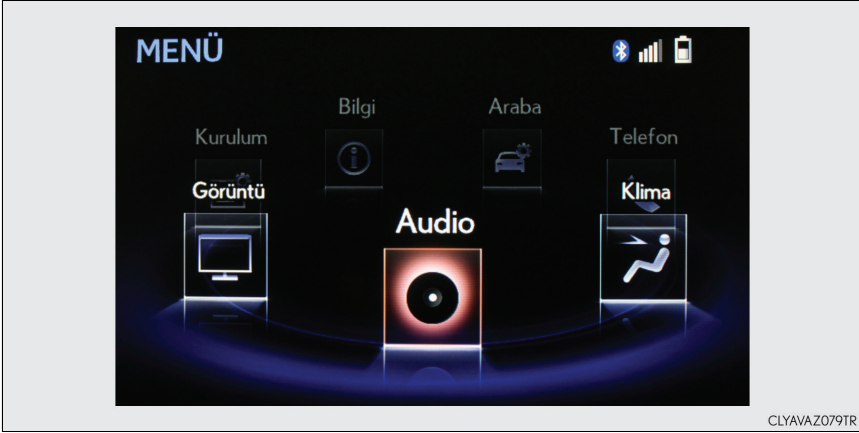 MENÜ
Bilgi
Araba
Kurulum
Telefon
Görüntü
Klima
Audio
CLYAVAZ079TR